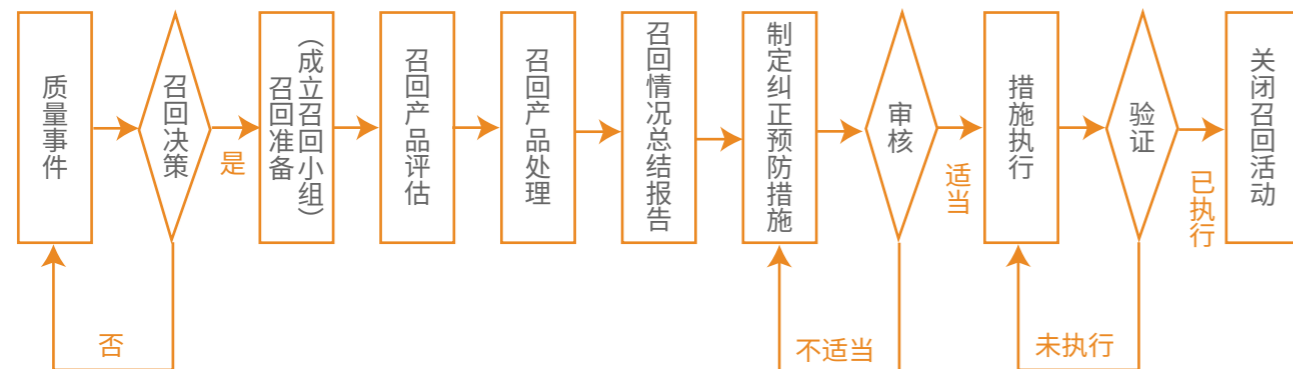 质量事件
召回决策
是
召回准备
（成立召回小组）
召回产品评估
召回产品处理
召回情况总结报告
制定纠正预防措施
审核
适当
措施执行
验证
已执行
关闭召回活动
否
不适当
未执行